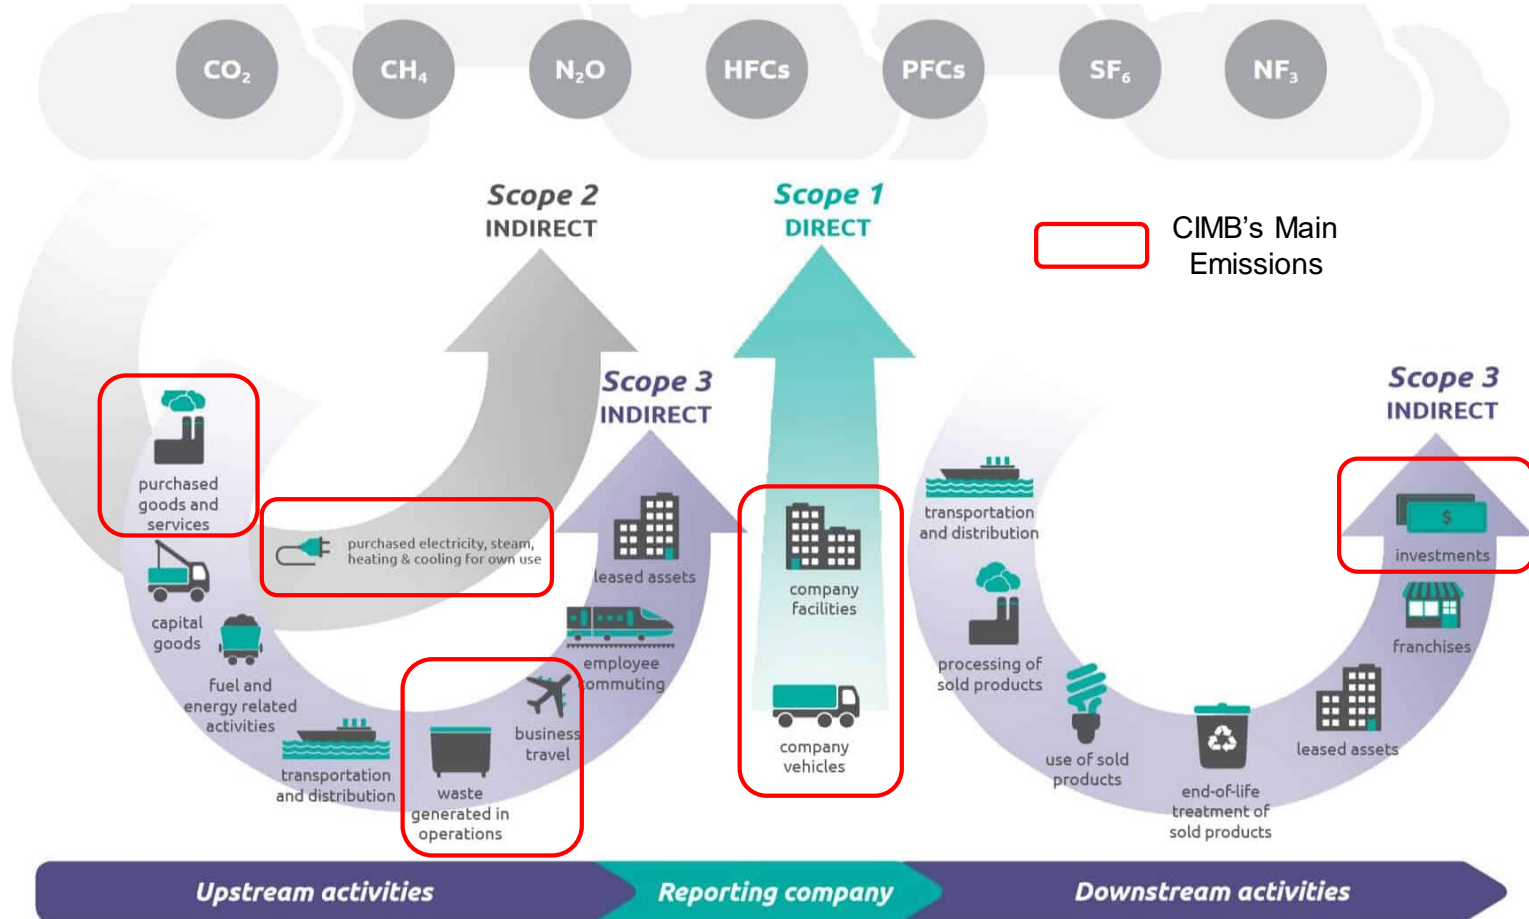 CO₂
CH₄
N₂O
HFCs
PFCs
SF₆
NF₃
Scope 2
INDIRECT
Scope 1
DIRECT
CIMB's Main
Emissions
Scope 3
INDIRECT
Scope 3
INDIRECT
purchased
goods and
services
purchased electricity, steam,
heating & cooling for own use
capital
goods
fuel and
energy related
activities
transportation
and distribution
waste
generated in
operations
business
travel
employee
commuting
leased assets
company
facilities
company
vehicles
transportation
and distribution
processing of
sold products
use of sold
products
end-of-life
treatment of
sold products
leased assets
franchises
$
investments
Upstream activities
Reporting company
Downstream activities